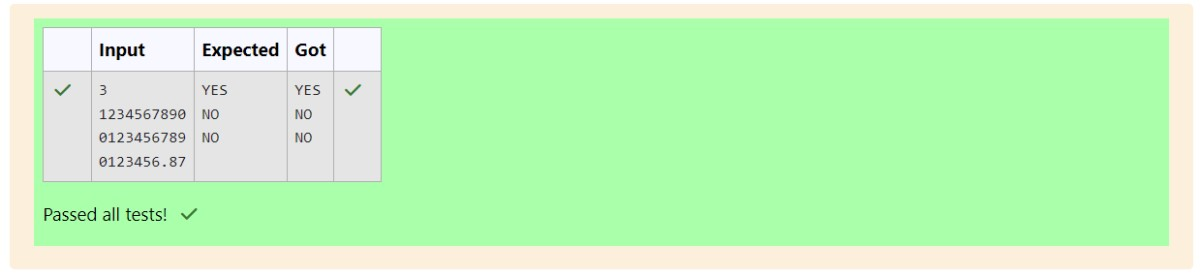 Input Expected Got
3 YES YES
1234567890 NO NO
0123456789 NO NO
0123456.87
Passed all tests!